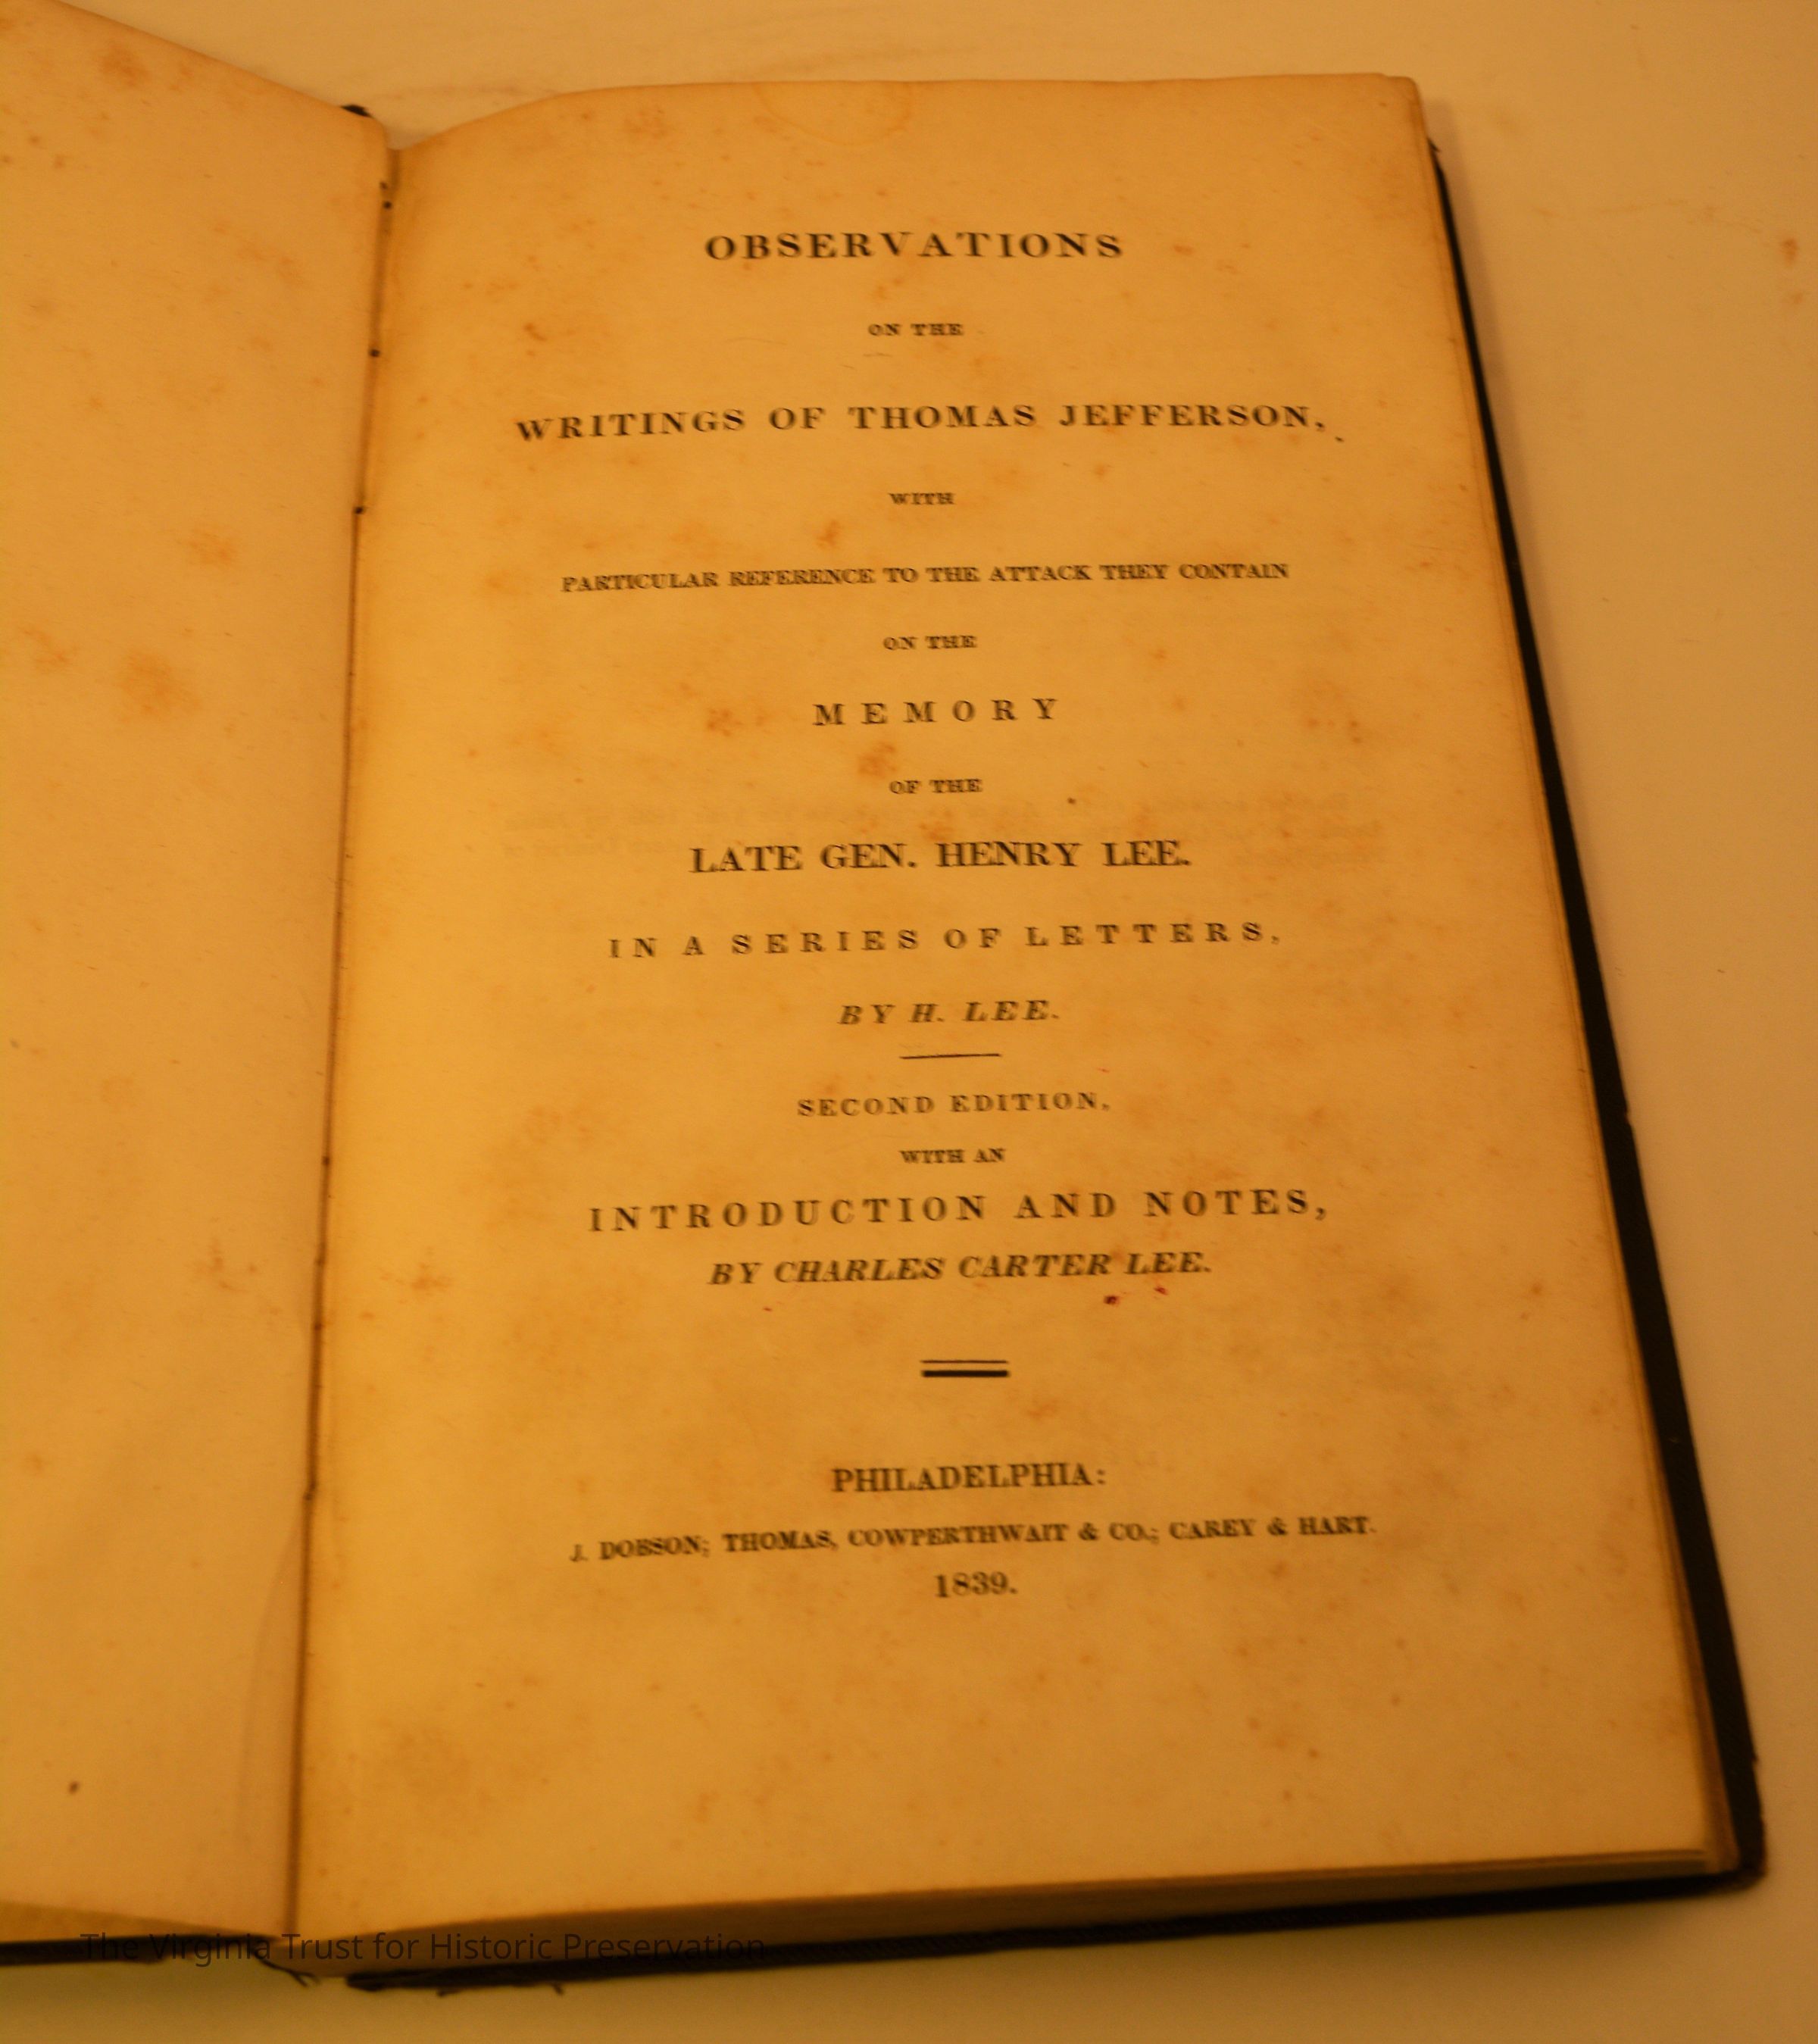 OBSERVATIONS
ON THE
WRITINGS OF THOMAS JEFFERSON,
WITH
PARTICULAR REFERENCE TO THE ATTACK THEY CONTAIN
ON THE
MEMORY
OF THE
LATE GEN. HENRY LEE.
IN A SERIES OF LETTERS,
BY H. LEE.
SECOND EDITION,
WITH AN
INTRODUCTION AND NOTES,
BY CHARLES CARTER LEE.
PHILADELPHIA:
J. DOBSON; THOMAS, COWPERTHWAIT & CO.; CAREY & HART.
1839.
The Virginia Trust for Historic Preservation